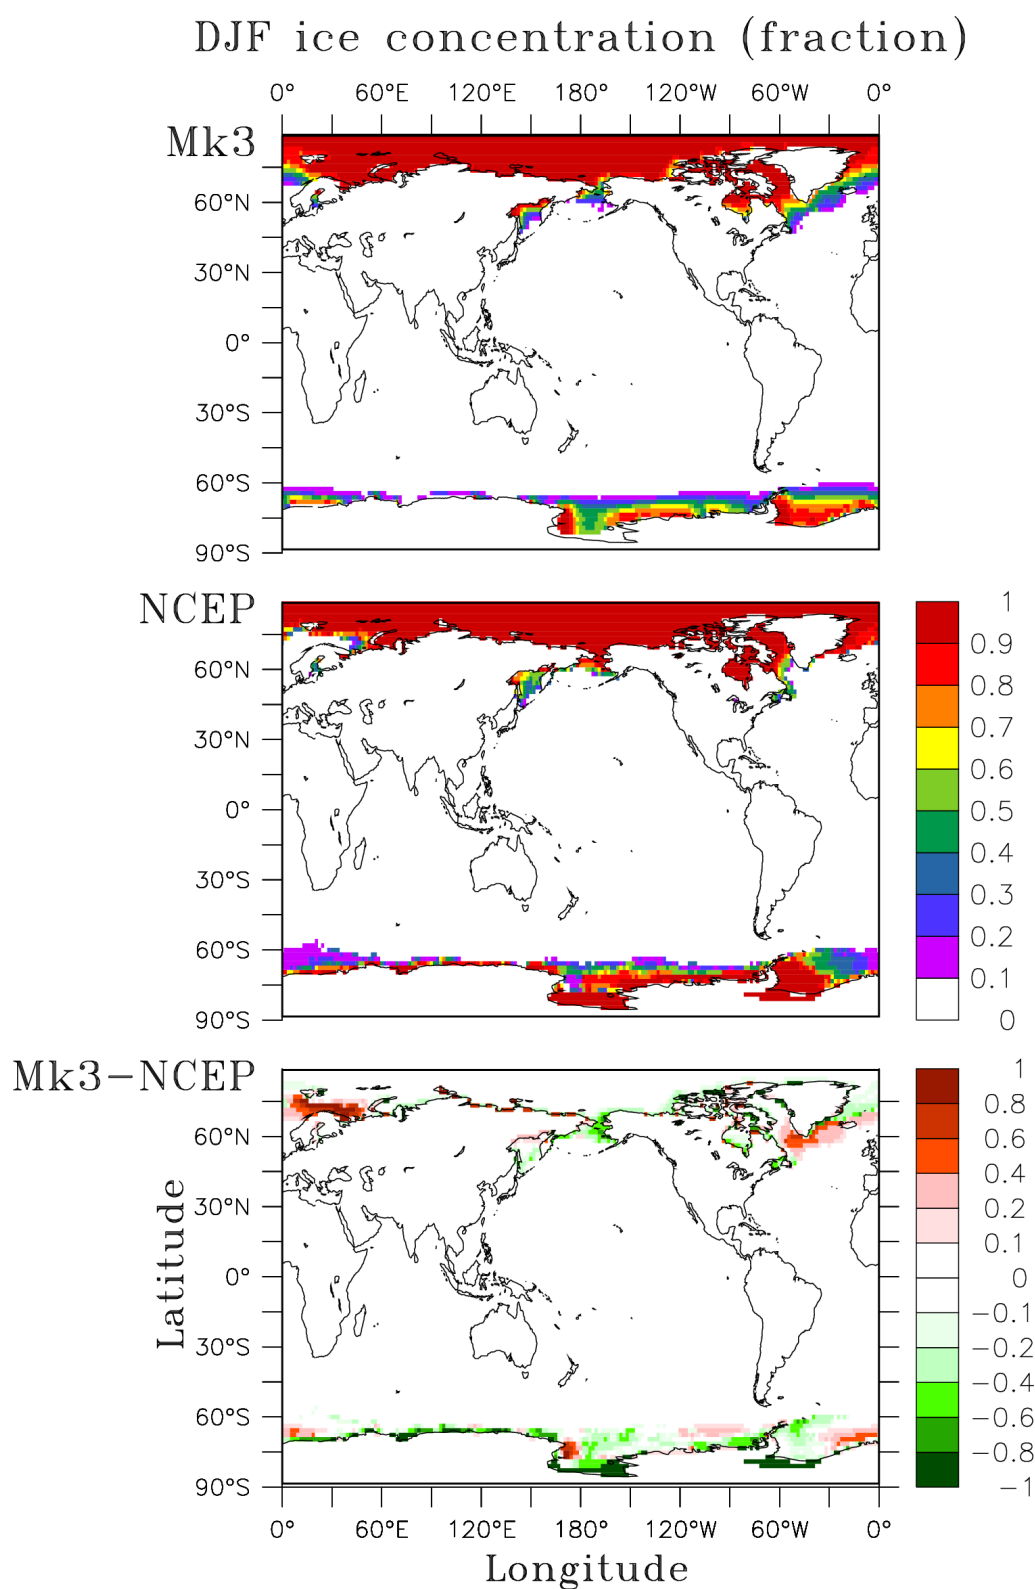 DJF ice concentration (fraction)
0° 60°E 120°E 180° 120°W 60°W 0°
Mk3
60°N
30°N
0°
30°S
60°S
90°S
NCEP
60°N
30°N
0°
30°S
60°S
90°S
1
0.9
0.8
0.7
0.6
0.5
0.4
0.3
0.2
0.1
0
Mk3−NCEP
60°N
30°N
0°
30°S
60°S
90°S
Latitude
1
0.8
0.6
0.4
0.2
0.1
0
−0.1
−0.2
−0.4
−0.6
−0.8
−1
0° 60°E 120°E 180° 120°W 60°W 0°
Longitude